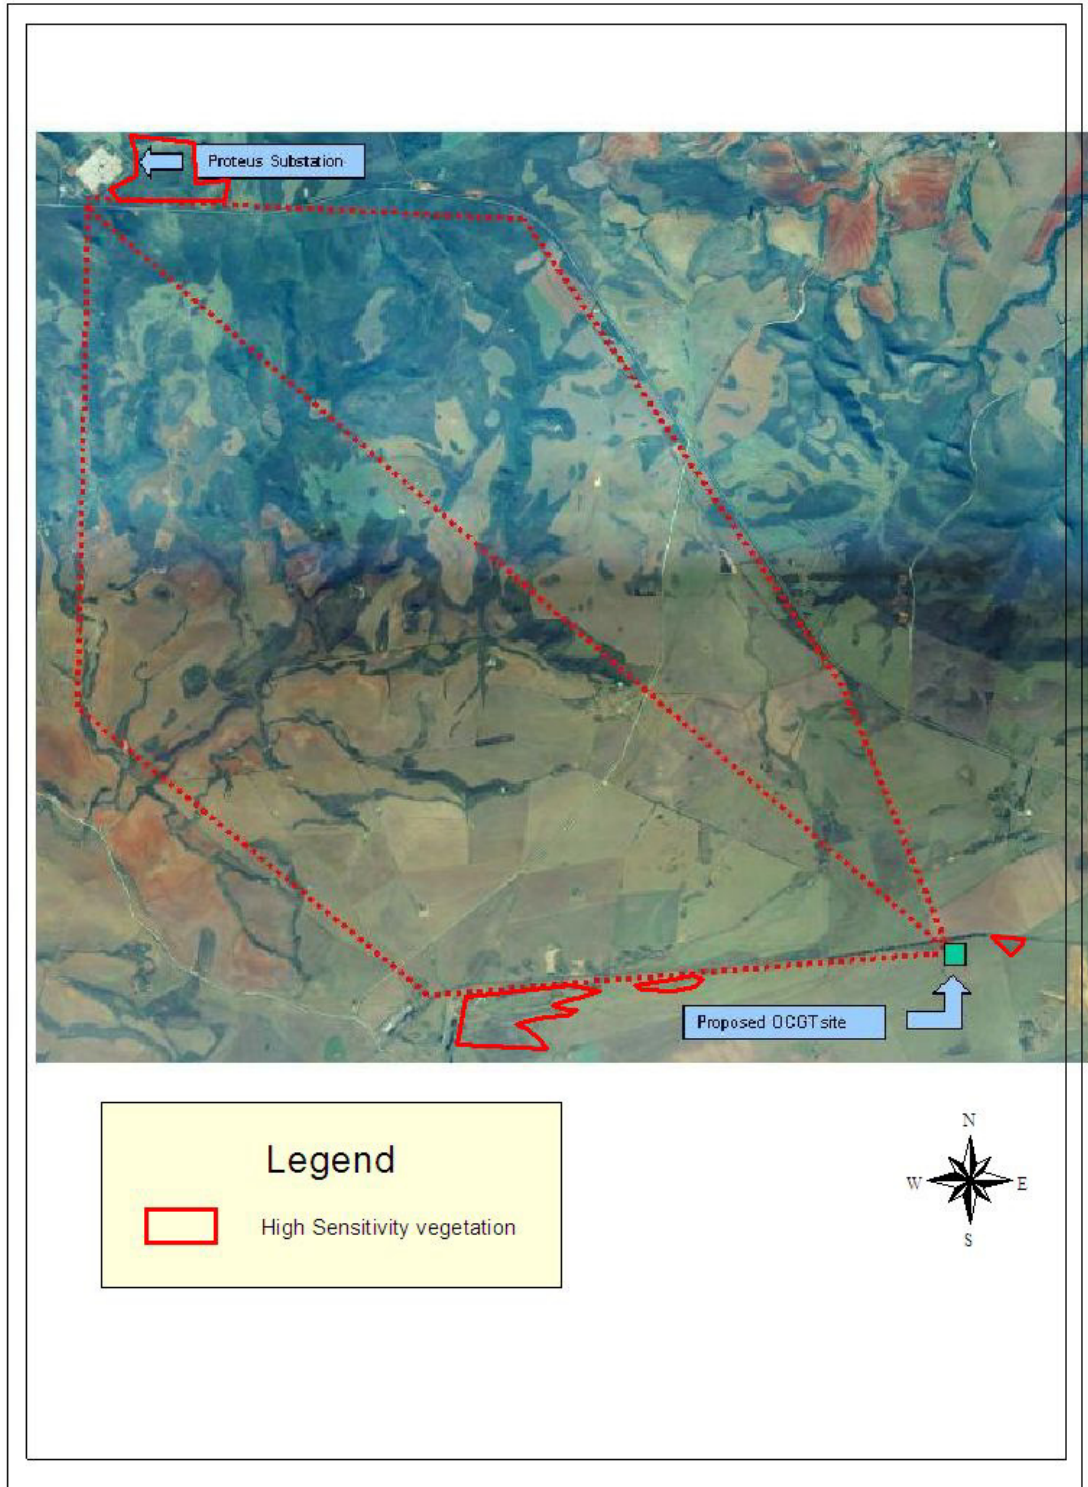 Proteus Substation
Proposed OCGT site
Legend
High Sensitivity vegetation
N
W E
S